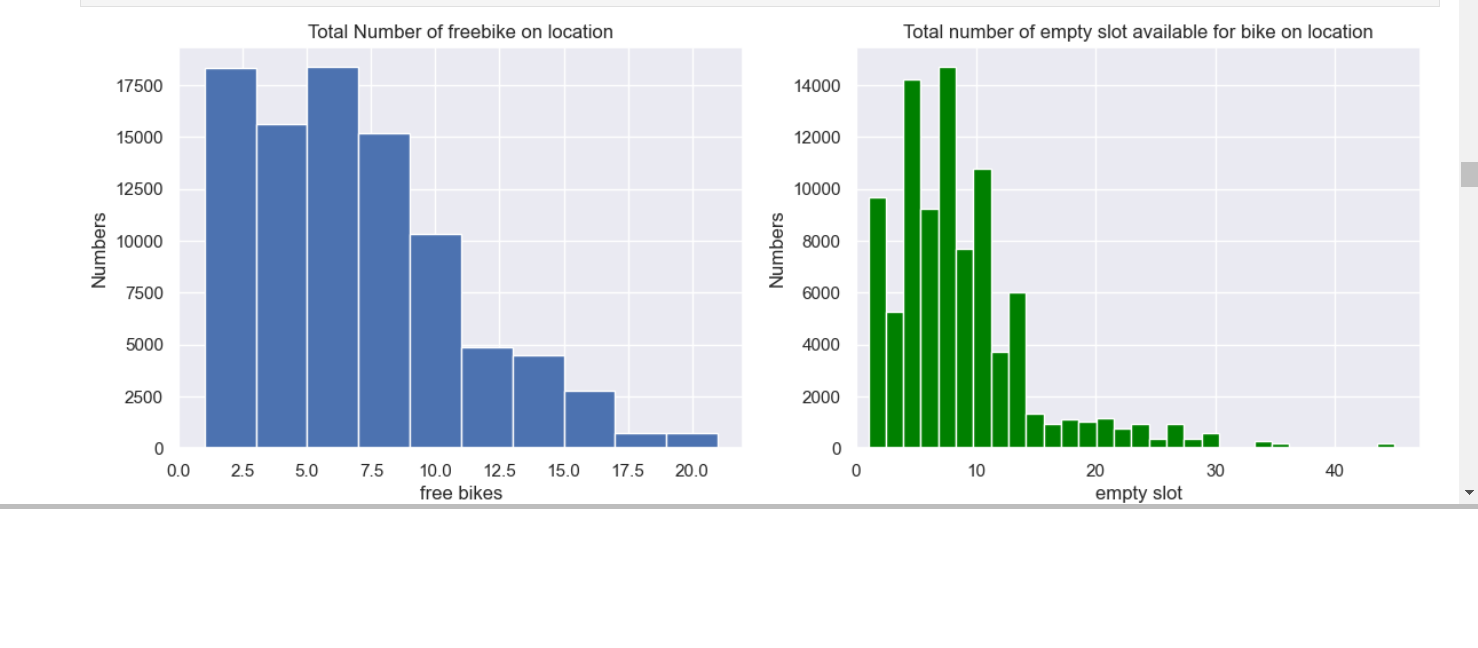 Total Number of freebike on location
17500
15000
12500
10000
7500
5000
2500
0
Numbers
0.0 2.5 5.0 7.5 10.0 12.5 15.0 17.5 20.0
free bikes
Total number of empty slot available for bike on location
14000
12000
10000
8000
6000
4000
2000
0
Numbers
0 10 20 30 40
empty slot